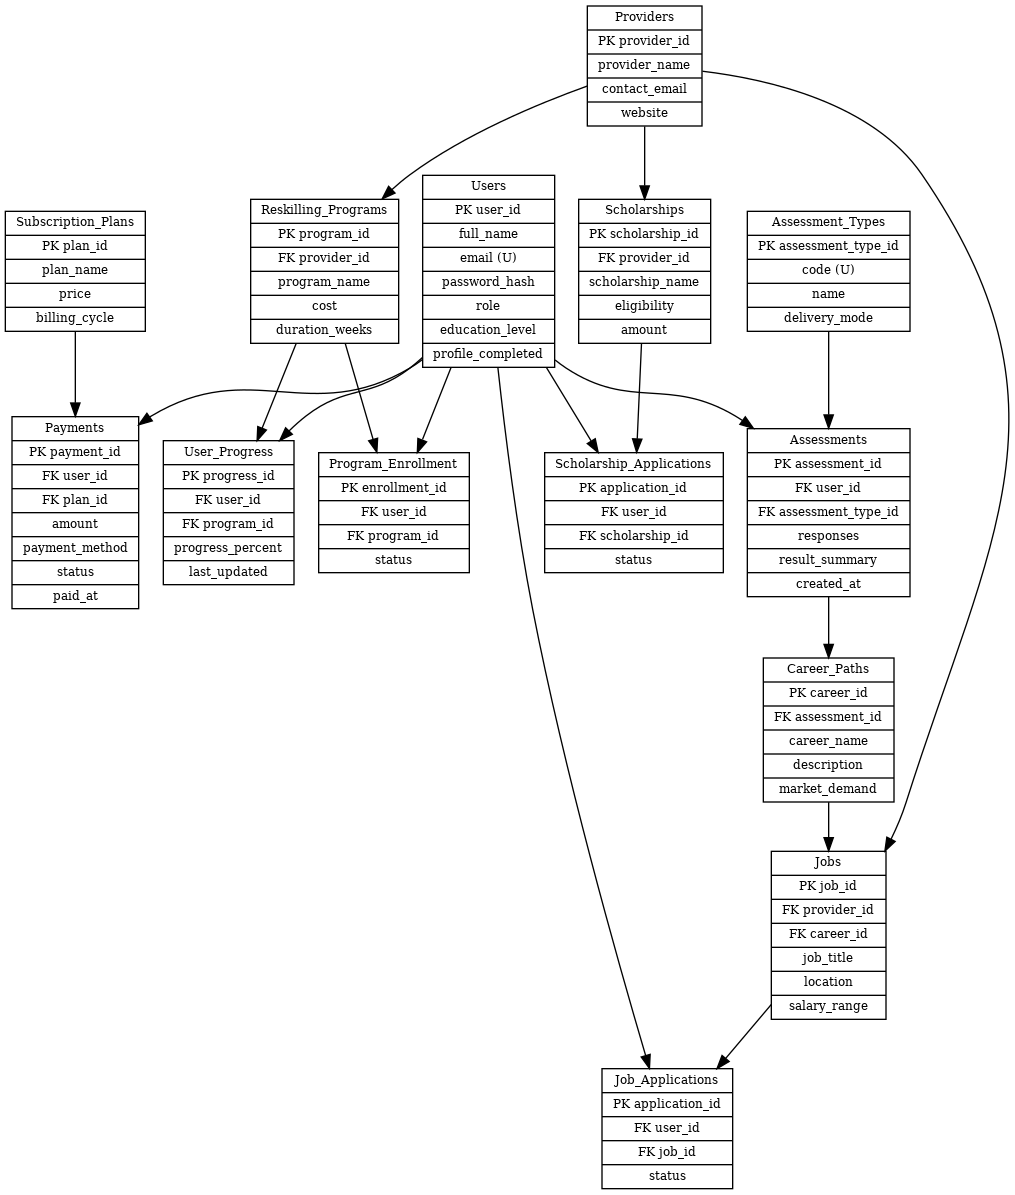 Providers
PK provider_id
provider_name
contact_email
website
Users
PK user_id
full_name
email (U)
password_hash
role
education_level
profile_completed
Reskilling_Programs
PK program_id
FK provider_id
program_name
cost
duration_weeks
Scholarships
PK scholarship_id
FK provider_id
scholarship_name
eligibility
amount
Subscription_Plans
PK plan_id
plan_name
price
billing_cycle
Assessment_Types
PK assessment_type_id
code (U)
name
delivery_mode
Payments
PK payment_id
FK user_id
FK plan_id
amount
payment_method
status
paid_at
User_Progress
PK progress_id
FK user_id
FK program_id
progress_percent
last_updated
Program_Enrollment
PK enrollment_id
FK user_id
FK program_id
status
Scholarship_Applications
PK application_id
FK user_id
FK scholarship_id
status
Assessments
PK assessment_id
FK user_id
FK assessment_type_id
responses
result_summary
created_at
Career_Paths
PK career_id
FK assessment_id
career_name
description
market_demand
Jobs
PK job_id
FK provider_id
FK career_id
job_title
location
salary_range
Job_Applications
PK application_id
FK user_id
FK job_id
status